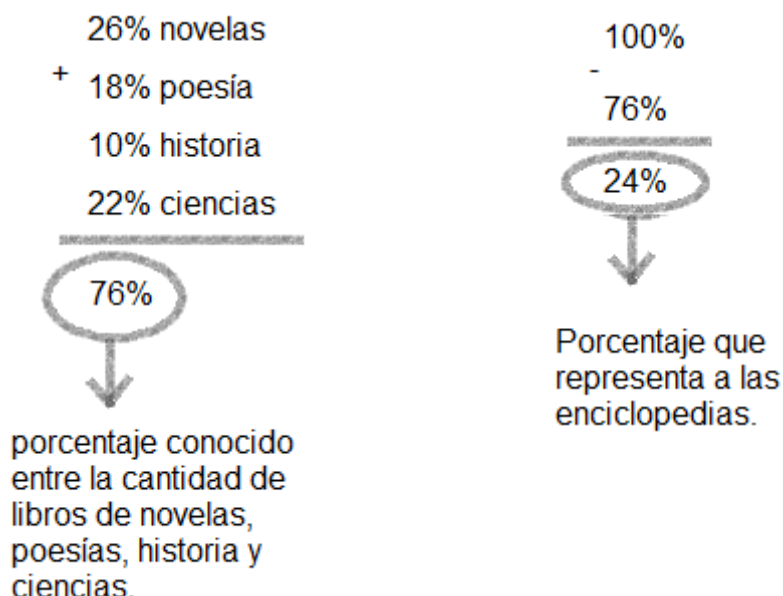 26% novelas
+
18% poesía
10% historia
22% ciencias
76%
porcentaje conocido
entre la cantidad de
libros de novelas,
poesías, historia y
ciencias.
100%
-
76%
24%
Porcentaje que
representa a las
enciclopedias.